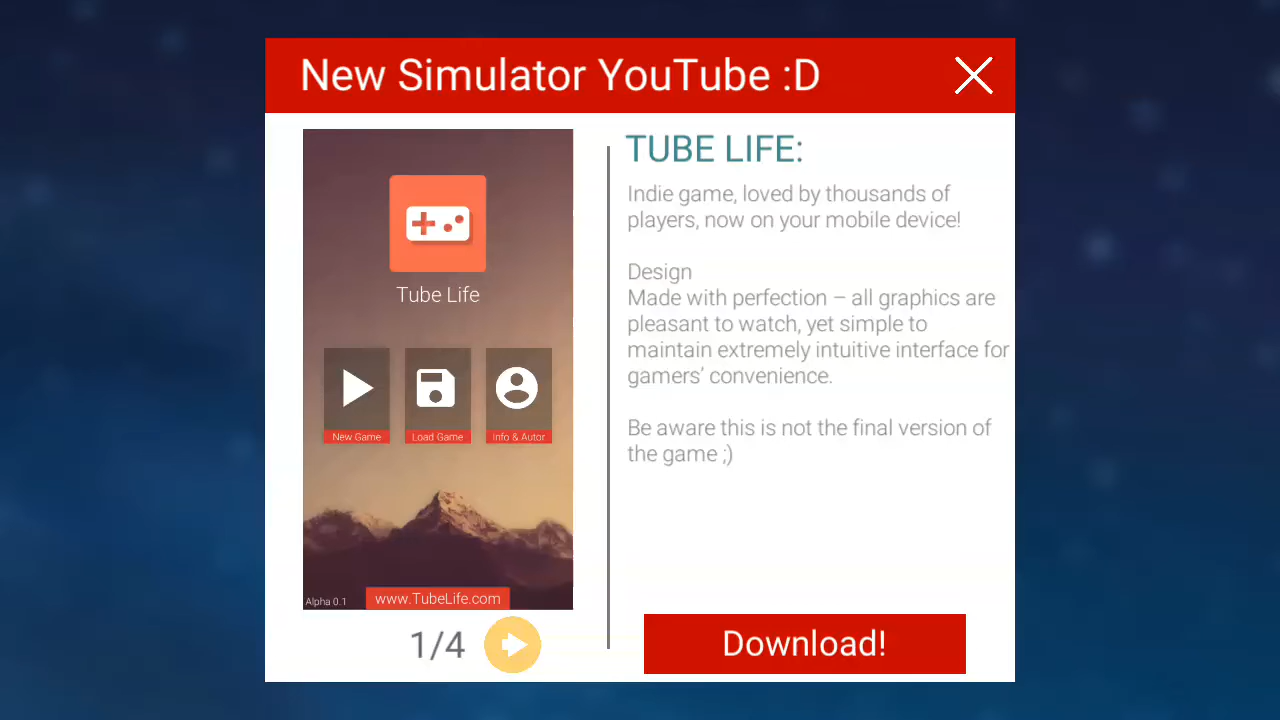 New Simulator YouTube :D
Tube Life
New Game
Load Game
Info & Autor
Alpha 0.1
www.TubeLife.com
1/4
TUBE LIFE:
Indie game, loved by thousands of
players, now on your mobile device!
Design
Made with perfection – all graphics are
pleasant to watch, yet simple to
maintain extremely intuitive interface for
gamers’ convenience.
Be aware this is not the final version of
the game ;)
Download!